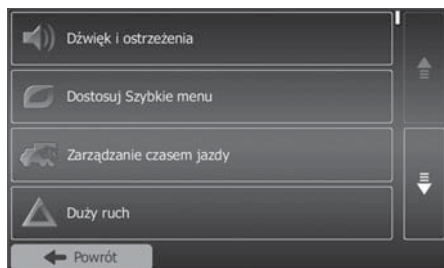 Dźwięk i ostrzeżenia
Dostosuj Szybkie menu
Zarządzanie czasem jazdy
Duży ruch
Powrót